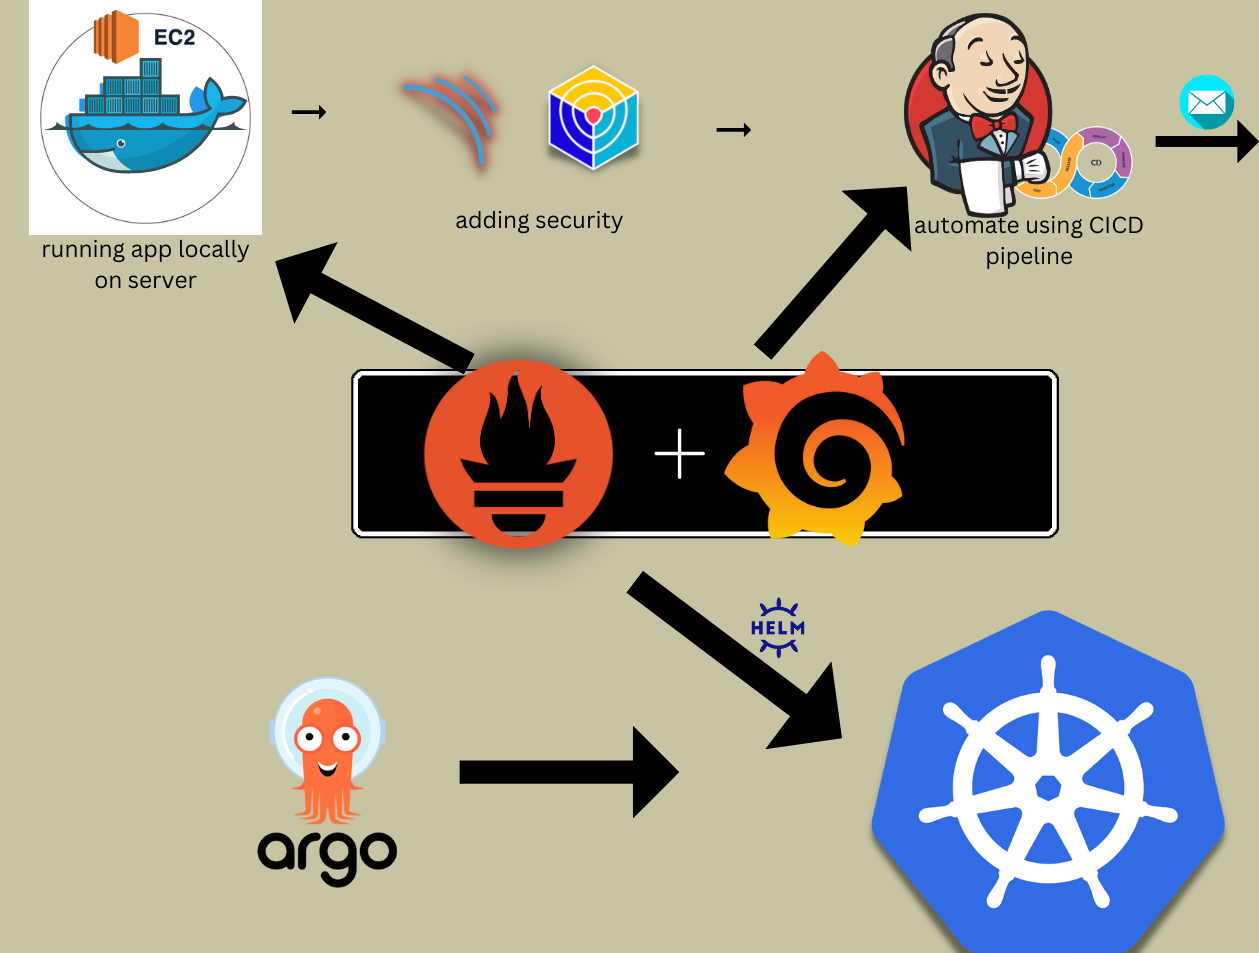 EC2
running app locally
on server
adding security
CD
automate using CICD
pipeline
HELM
argo